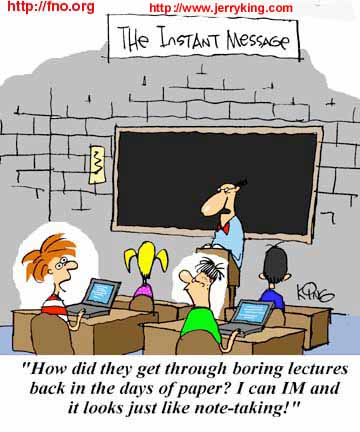 http://fno.org
http://www.jerryking.com
THE INSTANT MESSAGE
KING
"How did they get through boring lectures
back in the days of paper? I can IM and
it looks just like note-taking!"